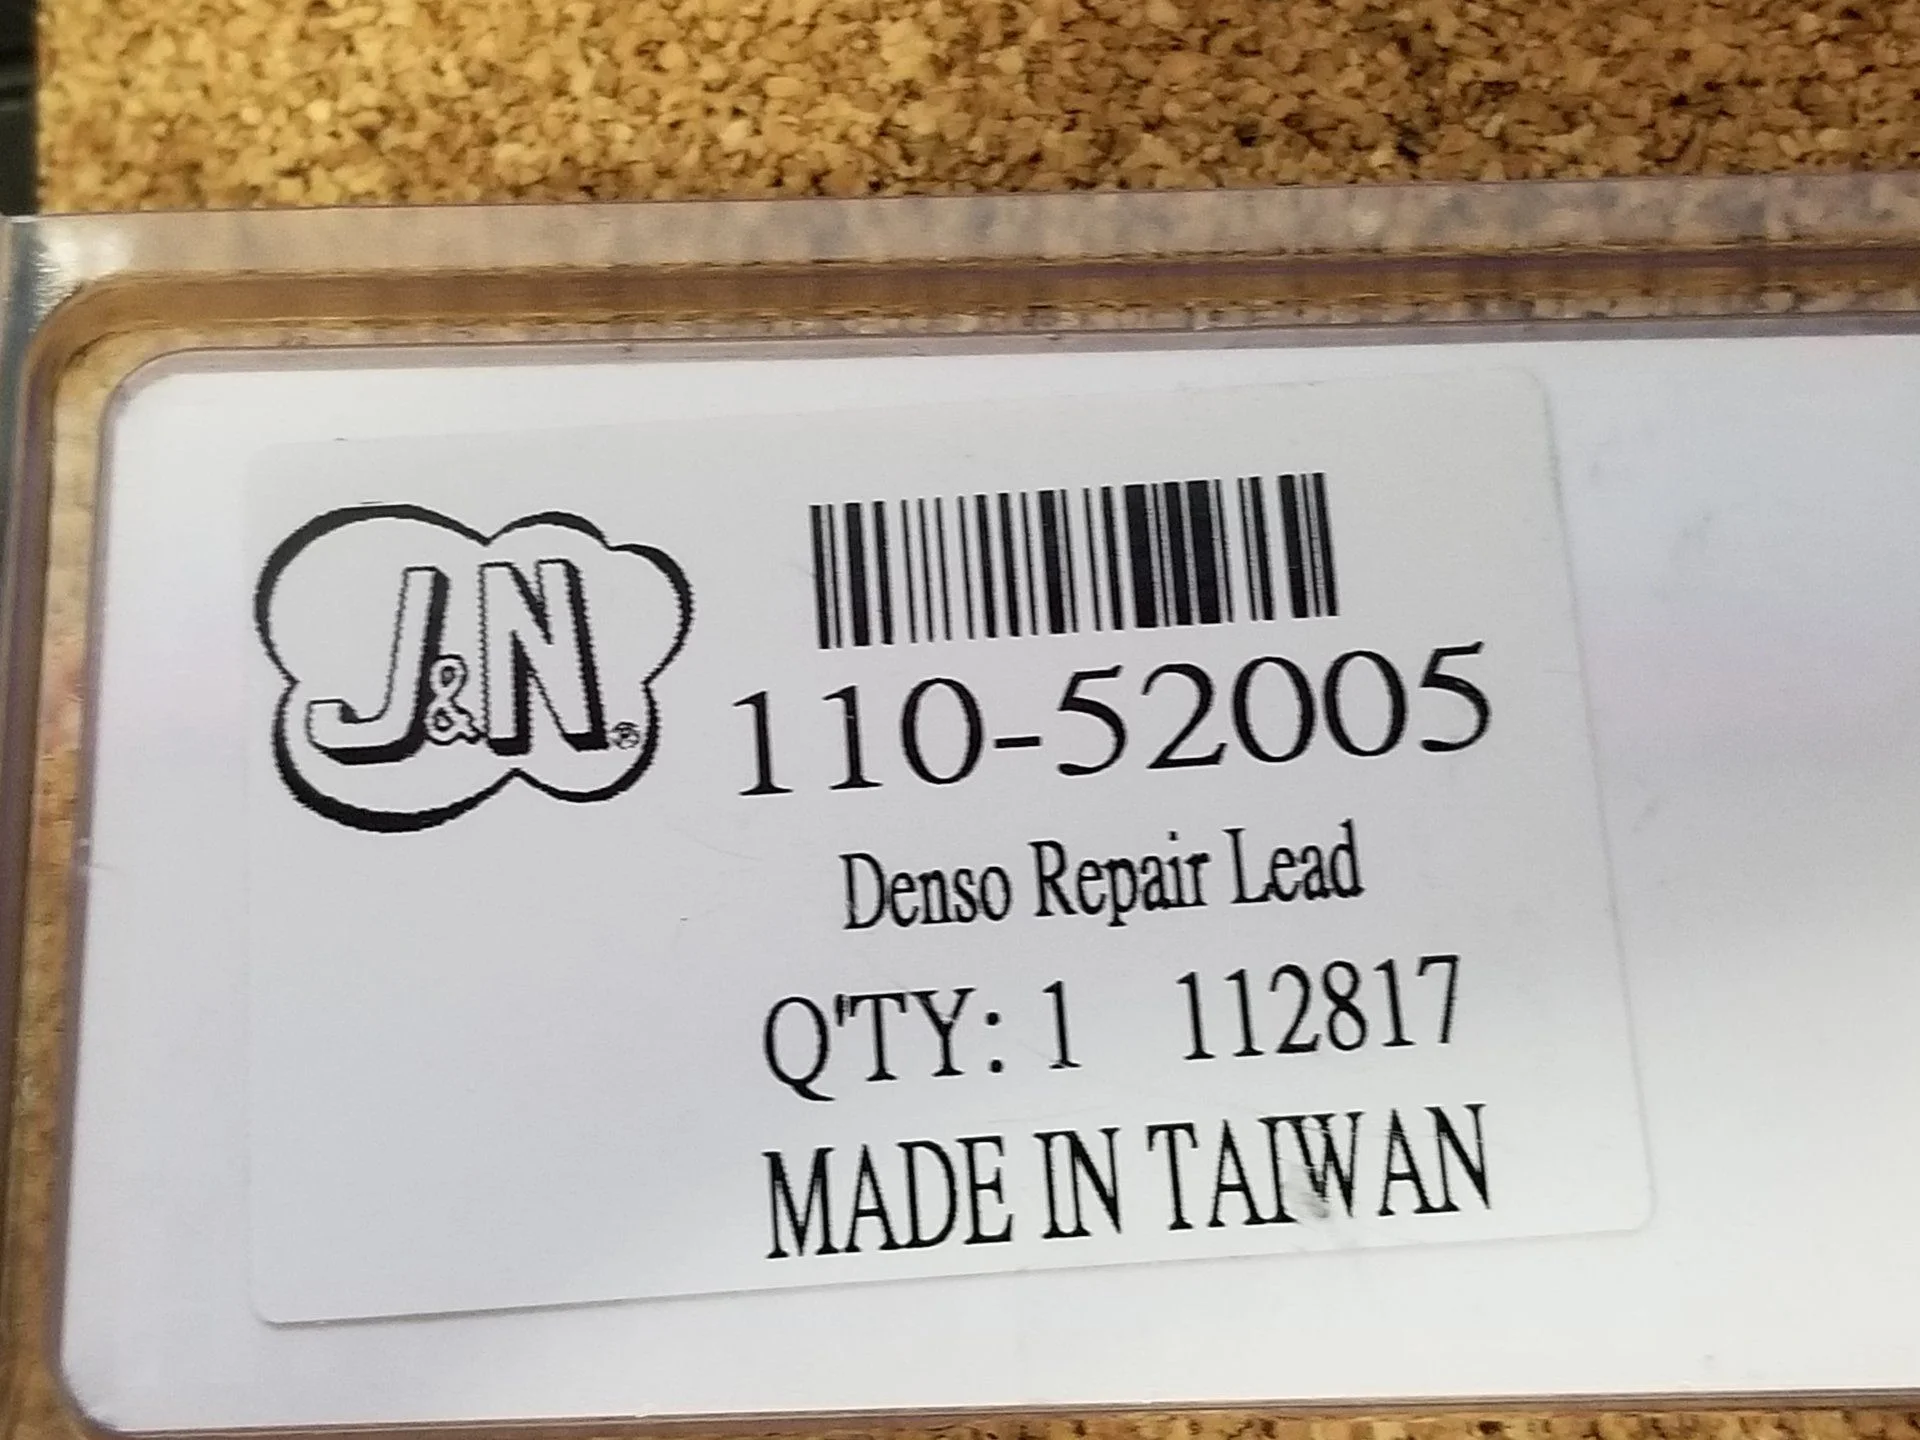 J&N®
110-52005
Denso Repair Lead
Q'TY: 1 112817
MADE IN TAIWAN